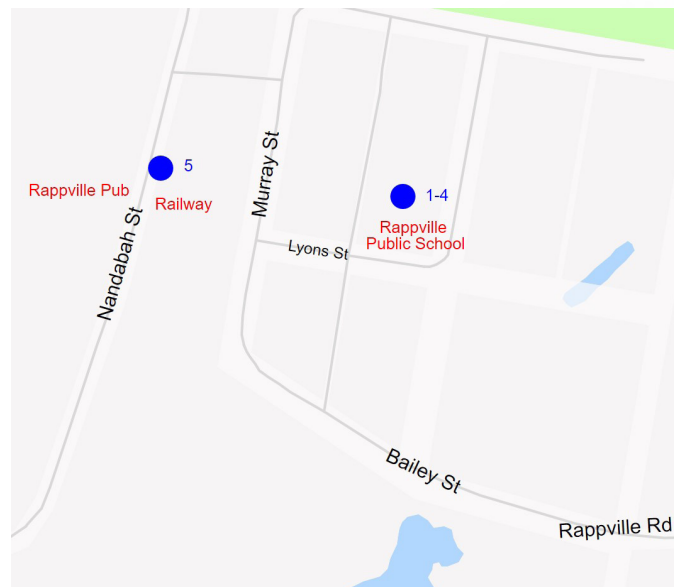 Murray St
5
Rappville Pub
1-4
Railway
Rappville
Public School
Nandabah St
Lyons St
Bailey St
Rappville Rd